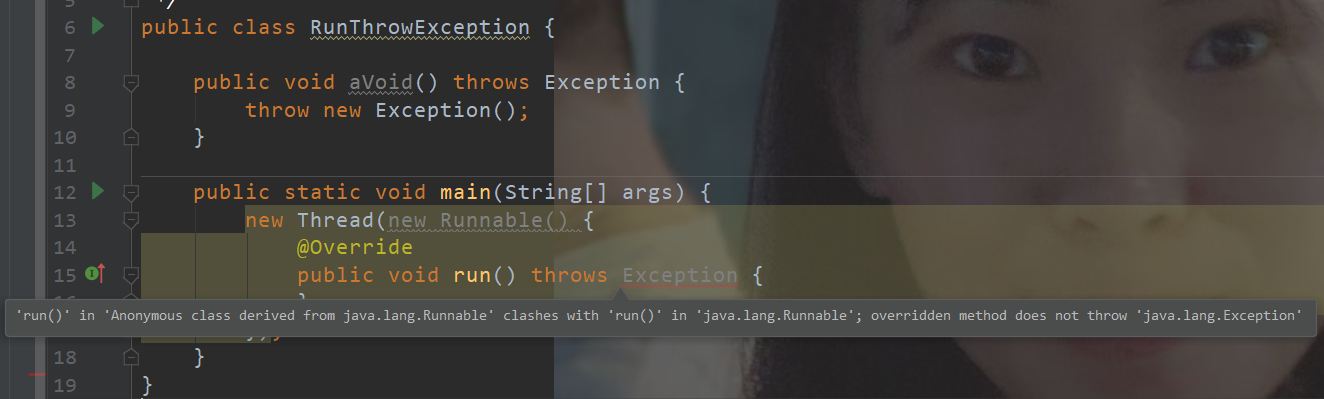 */
6 public class RunThrowException {
7
8 public void aVoid() throws Exception {
9 throw new Exception();
10 }
11
12 public static void main(String[] args) {
13 new Thread(new Runnable() {
14 @Override
15 public void run() throws Exception {
'run()' in 'Anonymous class derived from java.lang.Runnable' clashes with 'run()' in 'java.lang.Runnable'; overridden method does not throw 'java.lang.Exception'
18 }
19 }